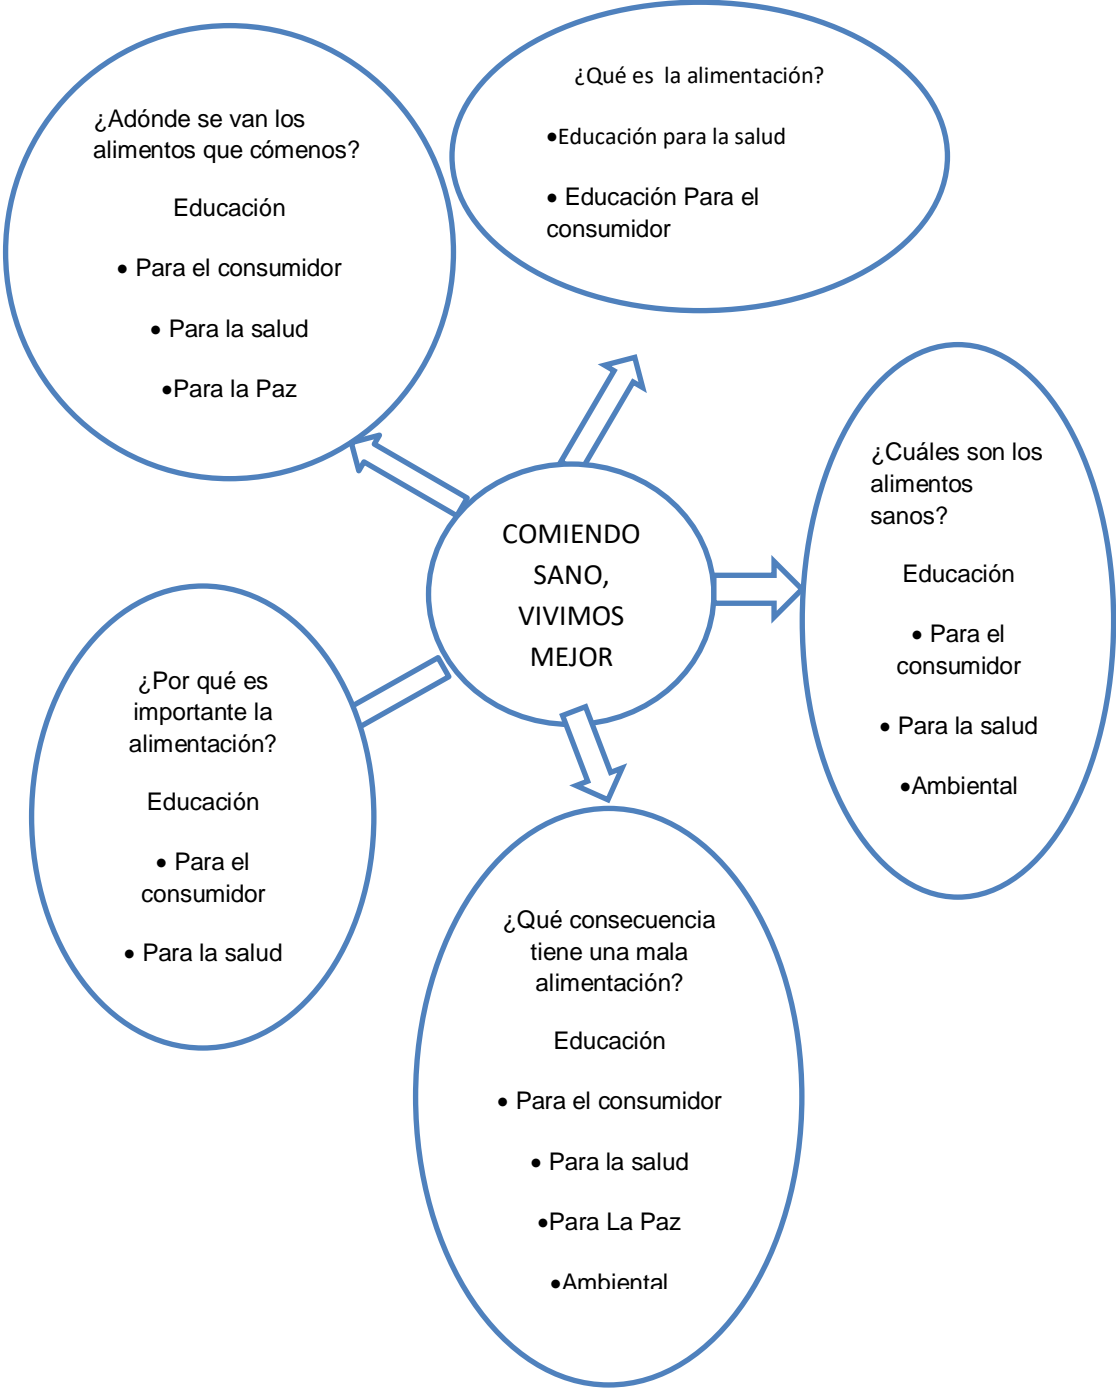 ¿Adónde se van los
alimentos que cómenos?
Educación
• Para el consumidor
• Para la salud
•Para la Paz
¿Qué es la alimentación?
•Educación para la salud
• Educación Para el
consumidor
¿Cuáles son los
alimentos
sanos?
Educación
• Para el
consumidor
• Para la salud
•Ambiental
COMIENDO
SANO,
VIVIMOS
MEJOR
¿Por qué es
importante la
alimentación?
Educación
• Para el
consumidor
• Para la salud
¿Qué consecuencia
tiene una mala
alimentación?
Educación
• Para el consumidor
• Para la salud
•Para La Paz
•Ambiental